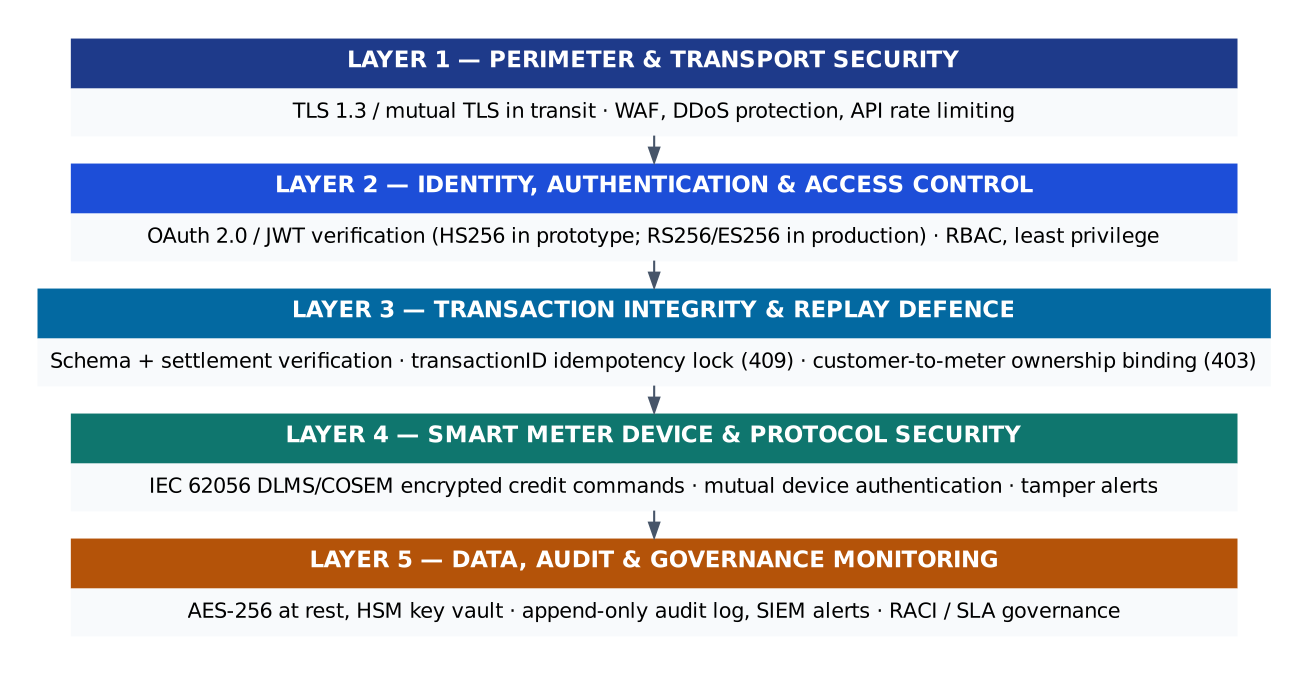 LAYER 1 — PERIMETER & TRANSPORT SECURITY
TLS 1.3 / mutual TLS in transit · WAF, DDoS protection, API rate limiting
LAYER 2 — IDENTITY, AUTHENTICATION & ACCESS CONTROL
OAuth 2.0 / JWT verification (HS256 in prototype; RS256/ES256 in production) · RBAC, least privilege
LAYER 3 — TRANSACTION INTEGRITY & REPLAY DEFENCE
Schema + settlement verification · transactionID idempotency lock (409) · customer-to-meter ownership binding (403)
LAYER 4 — SMART METER DEVICE & PROTOCOL SECURITY
IEC 62056 DLMS/COSEM encrypted credit commands · mutual device authentication · tamper alerts
LAYER 5 — DATA, AUDIT & GOVERNANCE MONITORING
AES-256 at rest, HSM key vault · append-only audit log, SIEM alerts · RACI / SLA governance